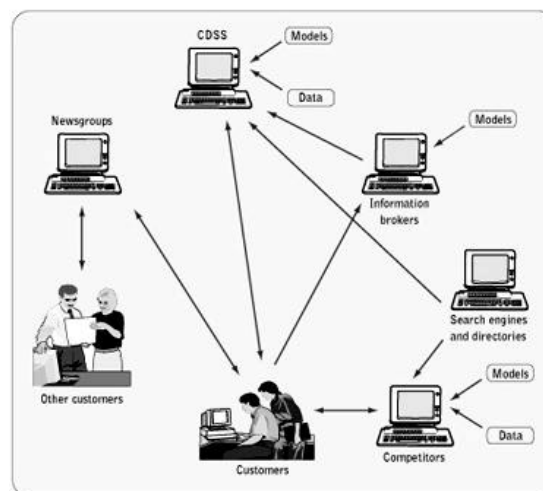 CDSS
Models
Data
Newsgroups
Models
Information
brokers
Search engines
and directories
Other customers
Models
Data
Customers
Competitors